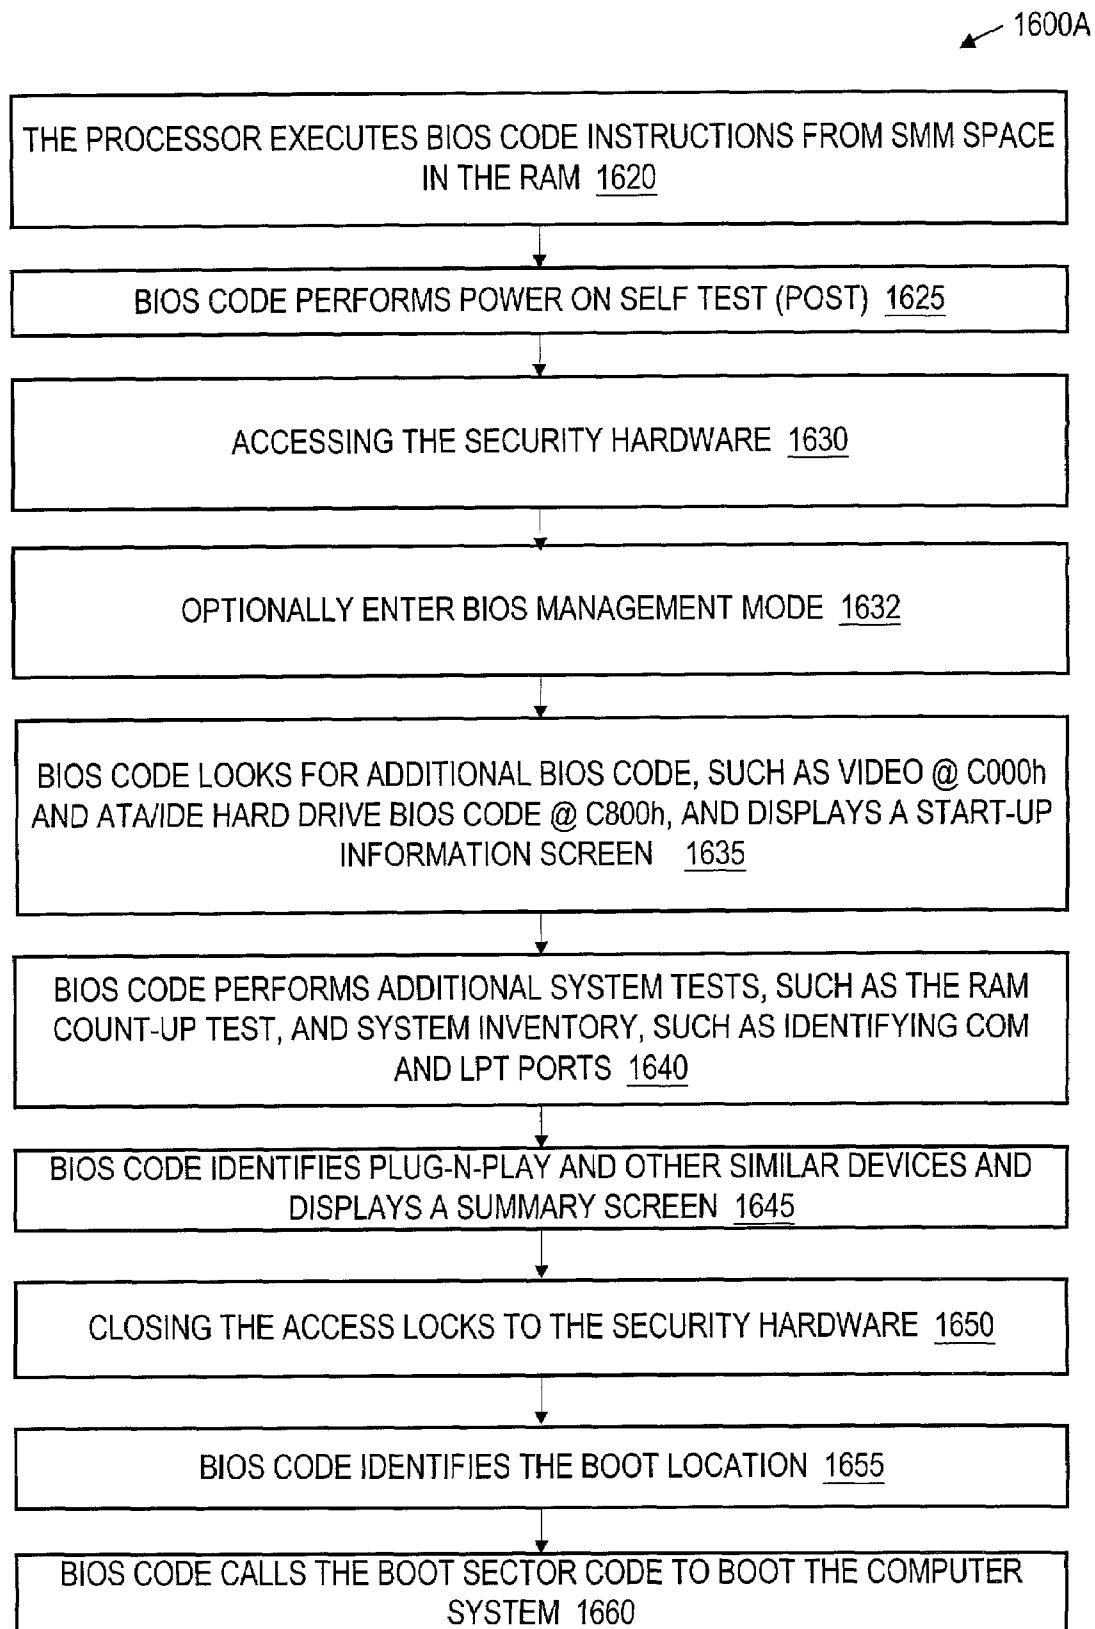 1600A
THE PROCESSOR EXECUTES BIOS CODE INSTRUCTIONS FROM SMM SPACE
IN THE RAM 1620
BIOS CODE PERFORMS POWER ON SELF TEST (POST) 1625
ACCESSING THE SECURITY HARDWARE 1630
OPTIONALLY ENTER BIOS MANAGEMENT MODE 1632
BIOS CODE LOOKS FOR ADDITIONAL BIOS CODE, SUCH AS VIDEO @ C000h
AND ATA/IDE HARD DRIVE BIOS CODE @ C800h, AND DISPLAYS A START-UP
INFORMATION SCREEN 1635
BIOS CODE PERFORMS ADDITIONAL SYSTEM TESTS, SUCH AS THE RAM
COUNT-UP TEST, AND SYSTEM INVENTORY, SUCH AS IDENTIFYING COM
AND LPT PORTS 1640
BIOS CODE IDENTIFIES PLUG-N-PLAY AND OTHER SIMILAR DEVICES AND
DISPLAYS A SUMMARY SCREEN 1645
CLOSING THE ACCESS LOCKS TO THE SECURITY HARDWARE 1650
BIOS CODE IDENTIFIES THE BOOT LOCATION 1655
BIOS CODE CALLS THE BOOT SECTOR CODE TO BOOT THE COMPUTER
SYSTEM 1660